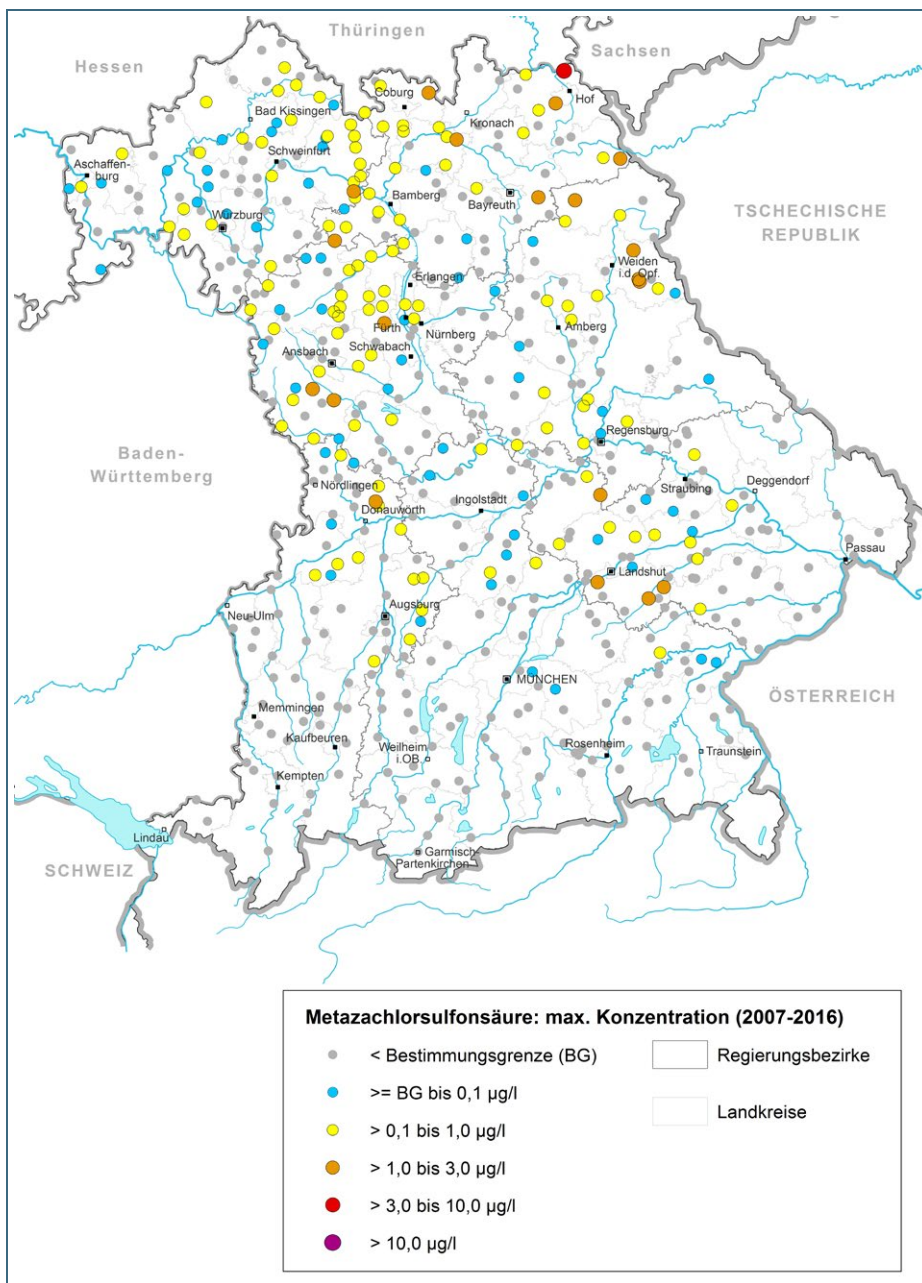 Thüringen
Sachsen
Hessen
Coburg
Hof
Bad Kissingen
Kronach
Schweinfurt
Aschaffen-
burg
Bamberg
Bayreuth
Würzburg
TSCHECHISCHE
REPUBLIK
Weiden
i.d. Opf.
Erlangen
Fürth
Nürnberg
Amberg
Ansbach
Schwabach
Regensburg
Baden-
Württemberg
Nördlingen
Straubing
Deggendorf
Ingolstadt
Donauwörth
Passau
Landshut
Neu-Ulm
Augsburg
MÜNCHEN
ÖSTERREICH
Memmingen
Kaufbeuren
Weilheim
i.OB.
Rosenheim
Traunstein
Kempten
Lindau
Garmisch
Partenkirchen
SCHWEIZ
Metazachlorsulfonsäure: max. Konzentration (2007-2016)
< Bestimmungsgrenze (BG)
Regierungsbezirke
>= BG bis 0,1 µg/l
Landkreise
> 0,1 bis 1,0 µg/l
> 1,0 bis 3,0 µg/l
> 3,0 bis 10,0 µg/l
> 10,0 µg/l